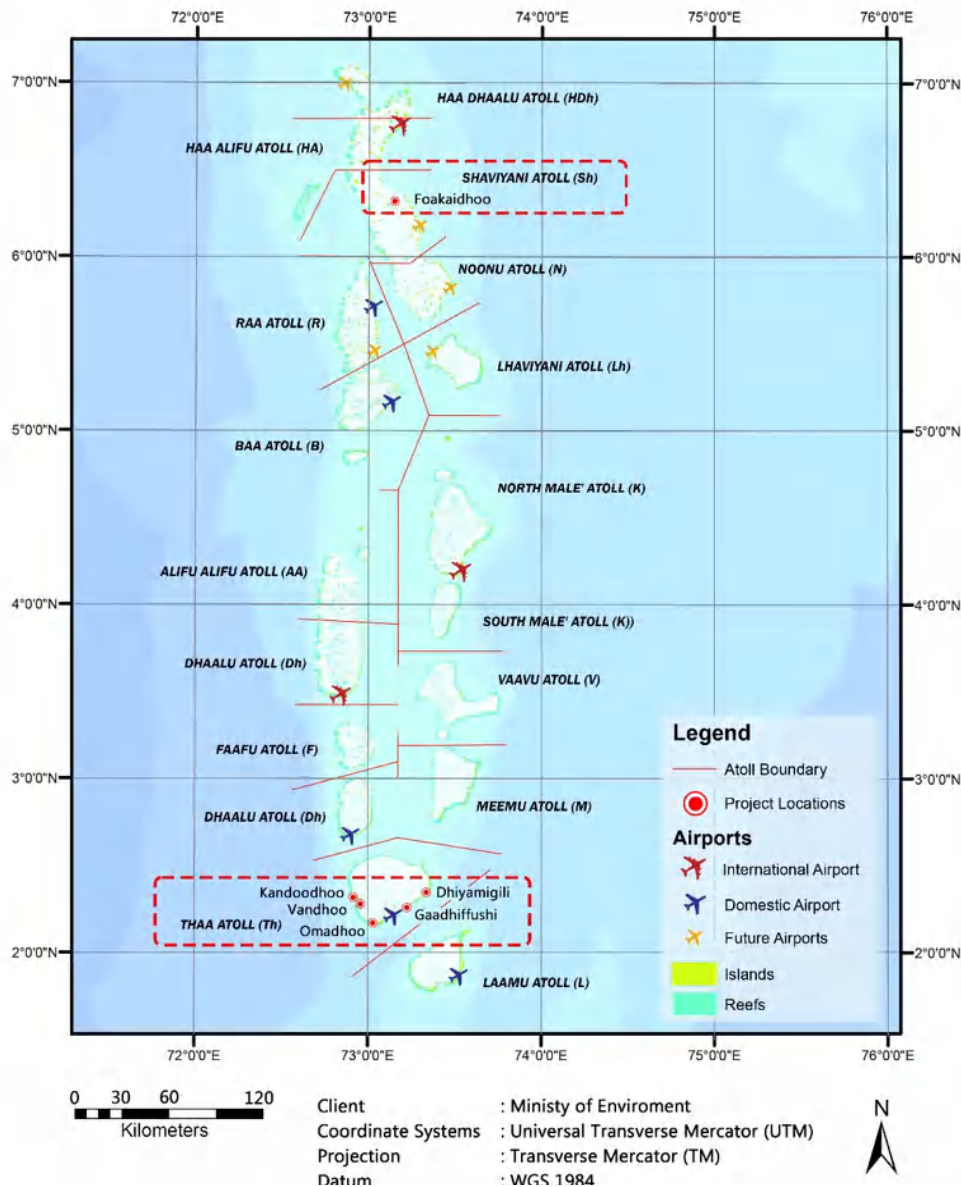 72°0'0"E 73°0'0"E 74°0'0"E 75°0'0"E 76°0'0"E
7°0'0"N 7°0'0"N
HAA DHAALU ATOLL (HDh)
HAA ALIFU ATOLL (HA)
SHAVIYANI ATOLL (Sh)
Foakaidhoo
6°0'0"N 6°0'0"N
NOONU ATOLL (N)
RAA ATOLL (R)
LHAVIYANI ATOLL (Lh)
5°0'0"N 5°0'0"N
BAA ATOLL (B)
NORTH MALE' ATOLL (K)
ALIFU ALIFU ATOLL (AA)
4°0'0"N 4°0'0"N
SOUTH MALE' ATOLL (K))
DHAALU ATOLL (Dh)
VAAVU ATOLL (V)
FAAFU ATOLL (F)
3°0'0"N 3°0'0"N
MEEMU ATOLL (M)
DHAALU ATOLL (Dh)
Kandoodhoo Dhiyamigili
Vandhoo Gaadhiffushi
THAA ATOLL (Th) Omadhoo
2°0'0"N 2°0'0"N
LAAMU ATOLL (L)
Legend
Atoll Boundary
Project Locations
Airports
International Airport
Domestic Airport
Future Airports
Islands
Reefs
72°0'0"E 73°0'0"E 74°0'0"E 75°0'0"E 76°0'0"E
0 30 60 120
Kilometers
Client : Ministy of Enviroment
Coordinate Systems : Universal Transverse Mercator (UTM)
Projection : Transverse Mercator (TM)
Datum : WGS 1984
N